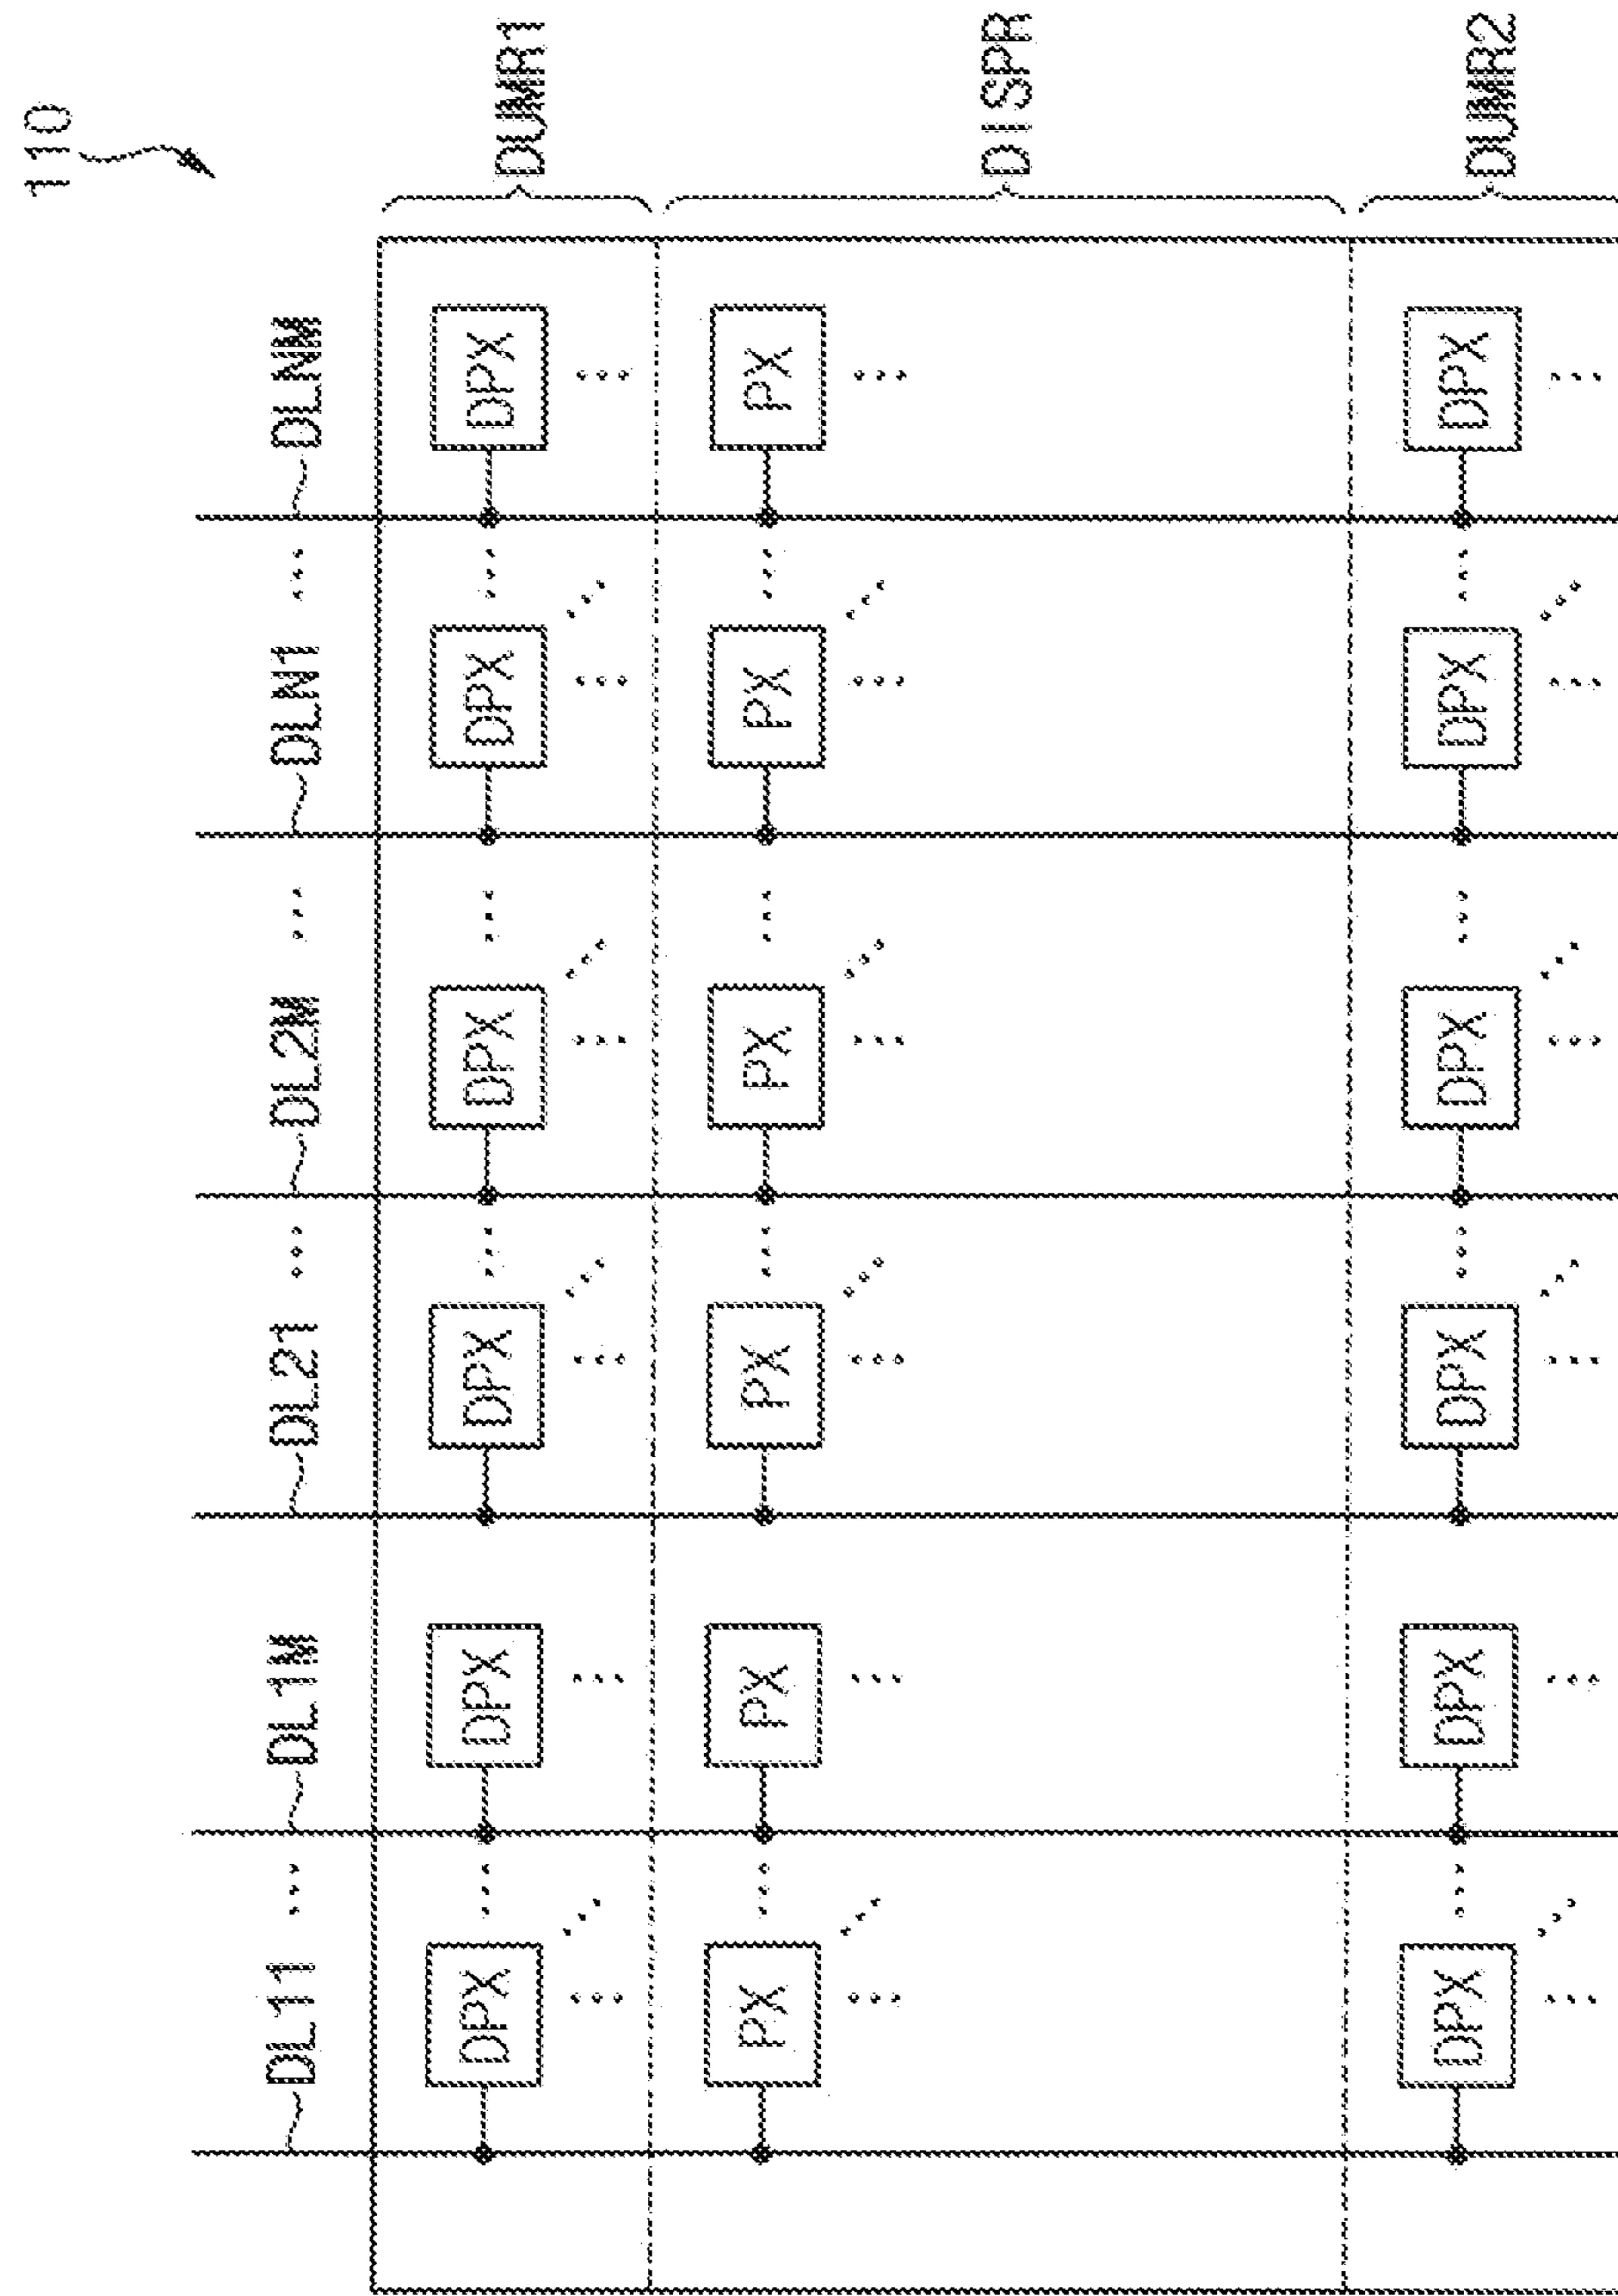 110
DL11 ... DL1M DL21 ... DL2M ... DLN1 ... DLNM
DPX ... DPX DPX ... DPX ... DPX ... DPX DUMR1
PX ... PX PX ... PX ... PX ... PX DISPR
DPX ... DPX DPX ... DPX ... DPX ... DPX DUMR2